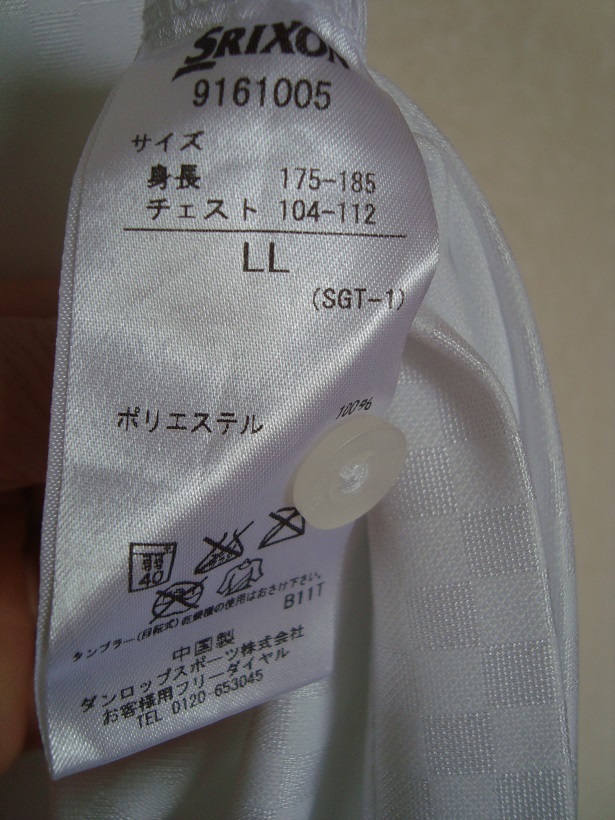 SRIXON
9161005
サイズ
身長 175-185
チェスト 104-112
LL
(SGT-1)
ポリエステル 100%
弱
40
タンブラー(回転式)乾燥機の使用はおさけ下さい。
B11T
中国製
ダンロップスポーツ株式会社
お客様用フリーダイヤル
TEL 0120-653045